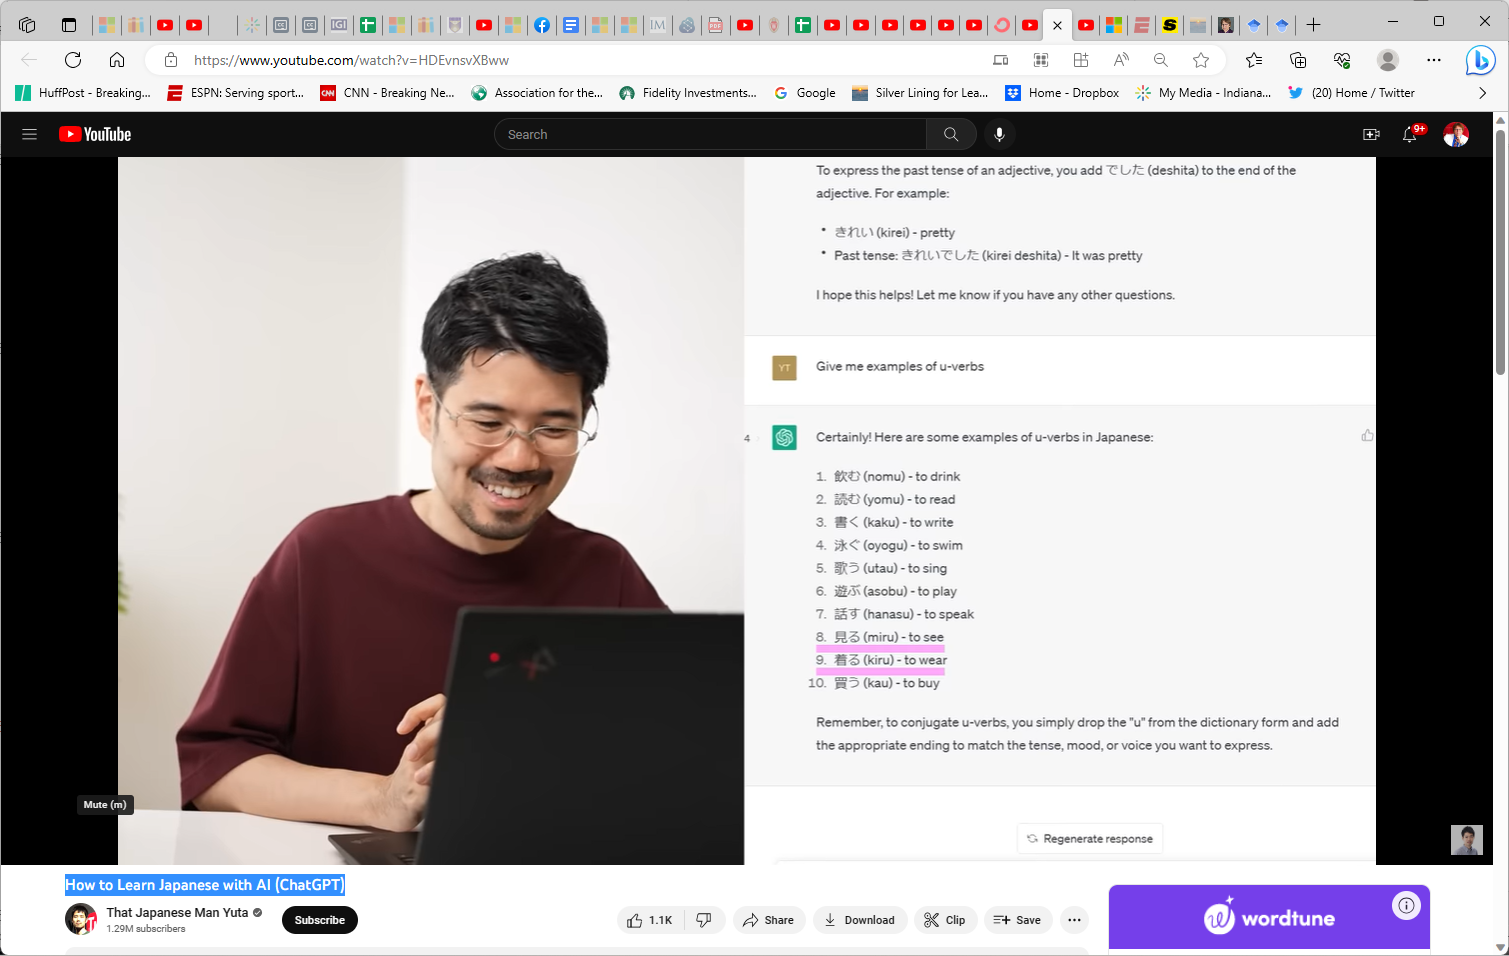 https://www.youtube.com/watch?v=HDEvnsvXBww
HuffPost - Breaking...
ESPN: Serving sport...
CNN - Breaking Ne...
Association for the...
Fidelity Investments...
Google
Silver Lining for Lea...
Home - Dropbox
My Media - Indiana...
(20) Home / Twitter
YouTube
Search
9+
To express the past tense of an adjective, you add でした (deshita) to the end of the
adjective. For example:
• きれい (kirei) - pretty
• Past tense: きれいでした (kirei deshita) - It was pretty
I hope this helps! Let me know if you have any other questions.
YT
Give me examples of u-verbs
4
Certainly! Here are some examples of u-verbs in Japanese:
1. 飲む (nomu) - to drink
2. 読む (yomu) - to read
3. 書く (kaku) - to write
4. 泳ぐ (oyogu) - to swim
5. 歌う (utau) - to sing
6. 遊ぶ (asobu) - to play
7. 話す (hanasu) - to speak
8. 見る (miru) - to see
9. 着る (kiru) - to wear
10. 買う (kau) - to buy
Remember, to conjugate u-verbs, you simply drop the "u" from the dictionary form and add
the appropriate ending to match the tense, mood, or voice you want to express.
Mute (m)
Regenerate response
How to Learn Japanese with AI (ChatGPT)
That Japanese Man Yuta
1.29M subscribers
Subscribe
1.1K
Share
Download
Clip
Save
wordtune